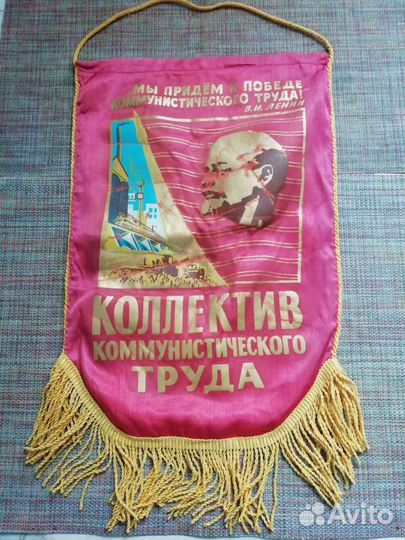 МЫ ПРИДЁМ К ПОБЕДЕ
КОММУНИСТИЧЕСКОГО ТРУДА!
В.И. ЛЕНИН
КОЛЛЕКТИВ
КОММУНИСТИЧЕСКОГО
ТРУДА
Avito